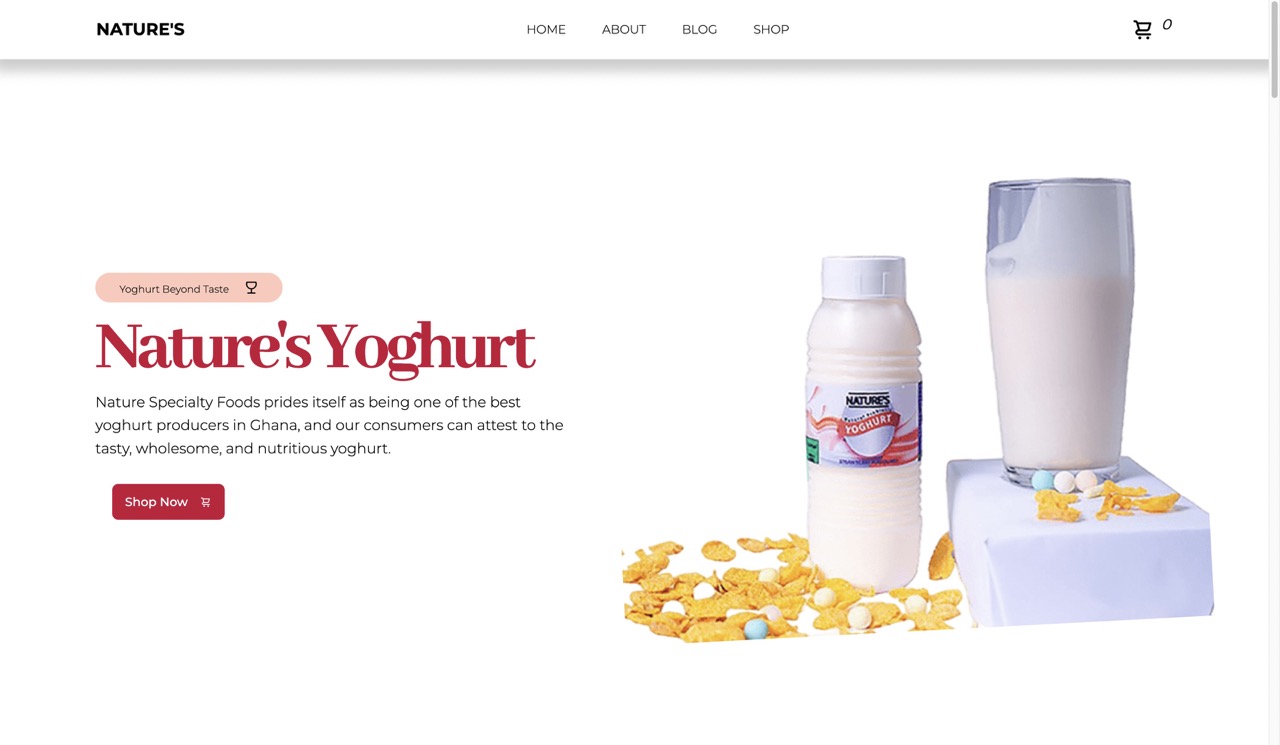 NATURE'S
HOME ABOUT BLOG SHOP
0
Yoghurt Beyond Taste
Nature's Yoghurt
Nature Specialty Foods prides itself as being one of the best
yoghurt producers in Ghana, and our consumers can attest to the
tasty, wholesome, and nutritious yoghurt.
Shop Now
NATURE'S
YOGHURT